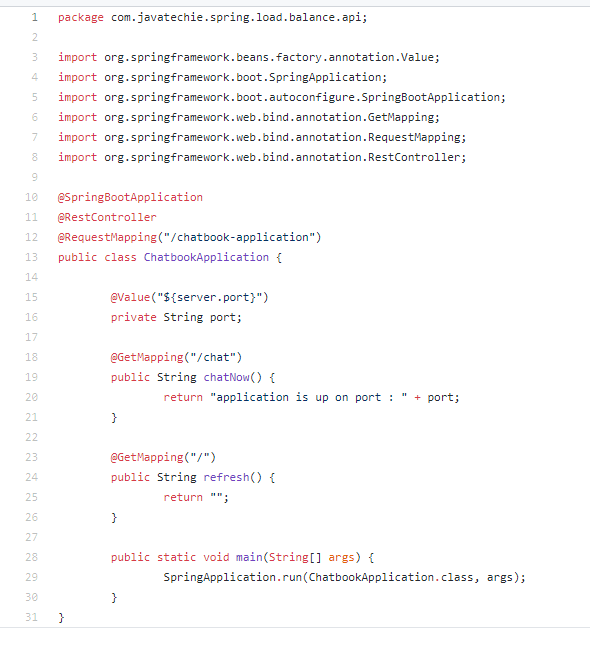 1 package com.javatechie.spring.load.balance.api;
2
3 import org.springframework.beans.factory.annotation.Value;
4 import org.springframework.boot.SpringApplication;
5 import org.springframework.boot.autoconfigure.SpringBootApplication;
6 import org.springframework.web.bind.annotation.GetMapping;
7 import org.springframework.web.bind.annotation.RequestMapping;
8 import org.springframework.web.bind.annotation.RestController;
9
10 @SpringBootApplication
11 @RestController
12 @RequestMapping("/chatbook-application")
13 public class ChatbookApplication {
14
15 @Value("${server.port}")
16 private String port;
17
18 @GetMapping("/chat")
19 public String chatNow() {
20 return "application is up on port : " + port;
21 }
22
23 @GetMapping("/")
24 public String refresh() {
25 return "";
26 }
27
28 public static void main(String[] args) {
29 SpringApplication.run(ChatbookApplication.class, args);
30 }
31 }